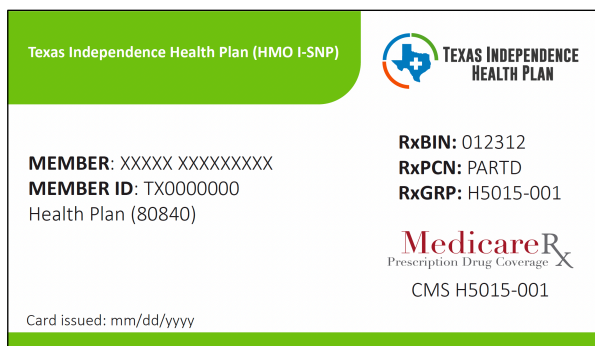 Texas Independence Health Plan (HMO I-SNP)
TEXAS INDEPENDENCE
HEALTH PLAN
MEMBER: XXXXX XXXXXXXXX
MEMBER ID: TX0000000
Health Plan (80840)
RxBIN: 012312
RxPCN: PARTD
RxGRP: H5015-001
MedicareRx
Prescription Drug Coverage
CMS H5015-001
Card issued: mm/dd/yyyy